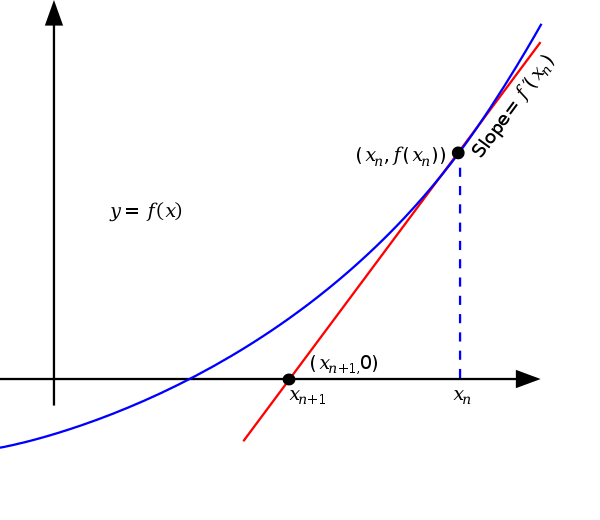 Slope= f′(xₙ)
(xₙ, f(xₙ))
y = f(x)
(xₙ₊₁,0)
xₙ₊₁
xₙ